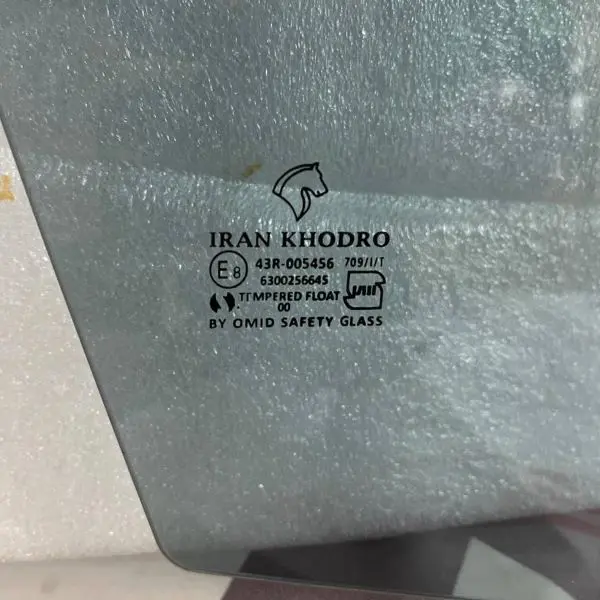 IRAN KHODRO
E8 43R-005456 709/I/T
6300256645
TEMPERED FLOAT
00
BY OMID SAFETY GLASS